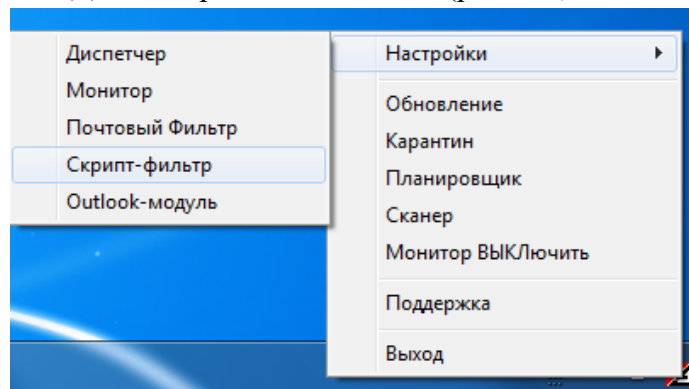 Диспетчер
Монитор
Почтовый Фильтр
Скрипт-фильтр
Outlook-модуль
Настройки
Обновление
Карантин
Планировщик
Сканер
Монитор ВЫКЛючить
Поддержка
Выход